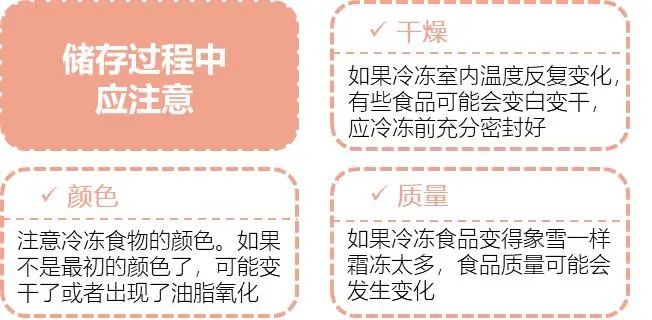 储存过程中
应注意
✓ 干燥
如果冷冻室内温度反复变化，
有些食品可能会变白变干，
应冷冻前充分密封好
✓ 颜色
注意冷冻食物的颜色。如果
不是最初的颜色了，可能变
干了或者出现了油脂氧化
✓ 质量
如果冷冻食品变得象雪一样
霜冻太多，食品质量可能会
发生变化